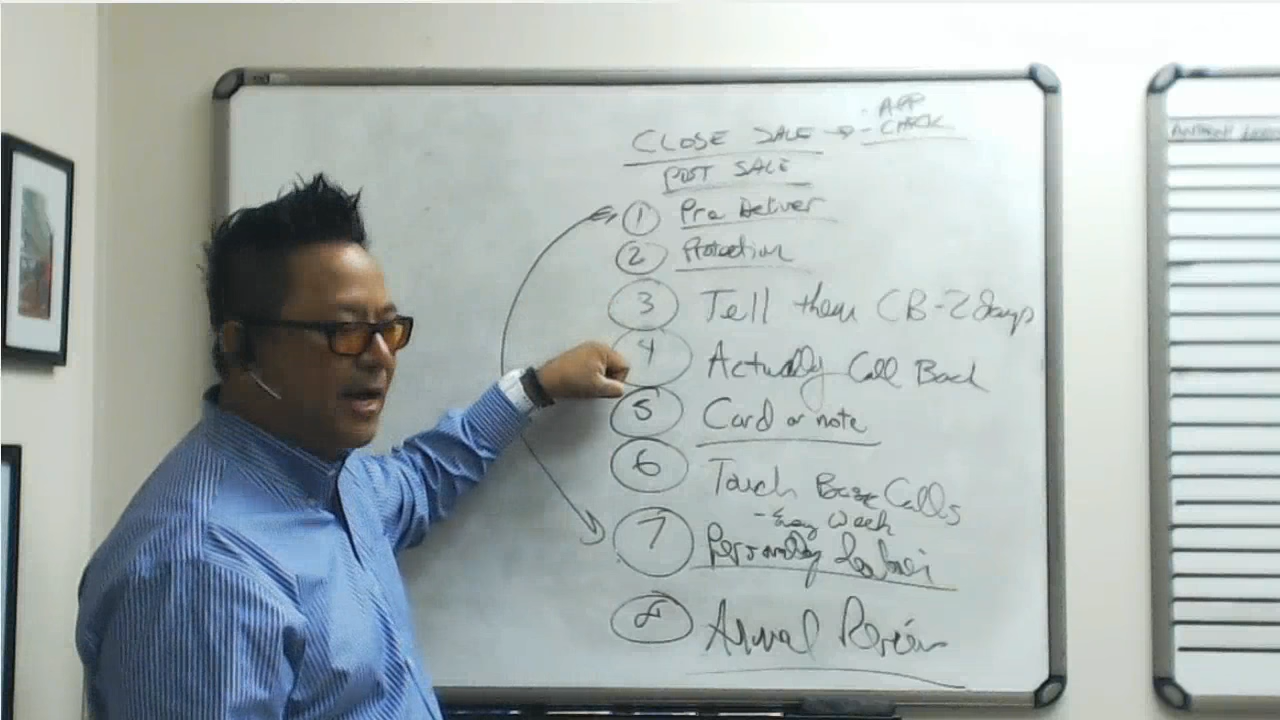 - APP
CLOSE SALE → - CHECK
POST SALE
1 Pre Deliver
2 Protection
3 Tell them CB-2 days
4 Actually Call Back
5 Card or note
6 Touch Base Calls
- Every Week
7 Personally Deliver
8 Annual Review